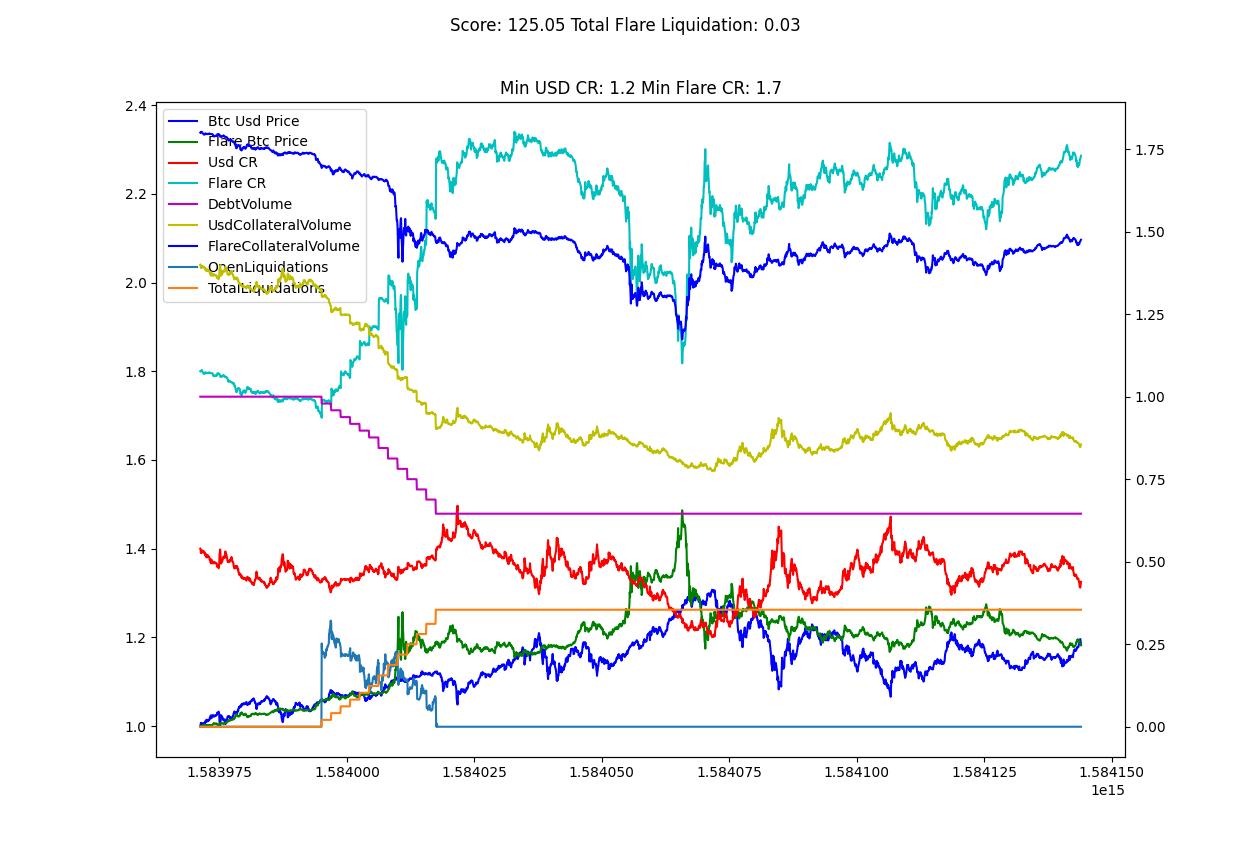 Score: 125.05 Total Flare Liquidation: 0.03
Min USD CR: 1.2 Min Flare CR: 1.7
Btc Usd Price
Flare Btc Price
Usd CR
Flare CR
DebtVolume
UsdCollateralVolume
FlareCollateralVolume
OpenLiquidations
TotalLiquidations
2.4
2.2
2.0
1.8
1.6
1.4
1.2
1.0
1.75
1.50
1.25
1.00
0.75
0.50
0.25
0.00
1.583975 1.584000 1.584025 1.584050 1.584075 1.584100 1.584125 1.584150
1e15